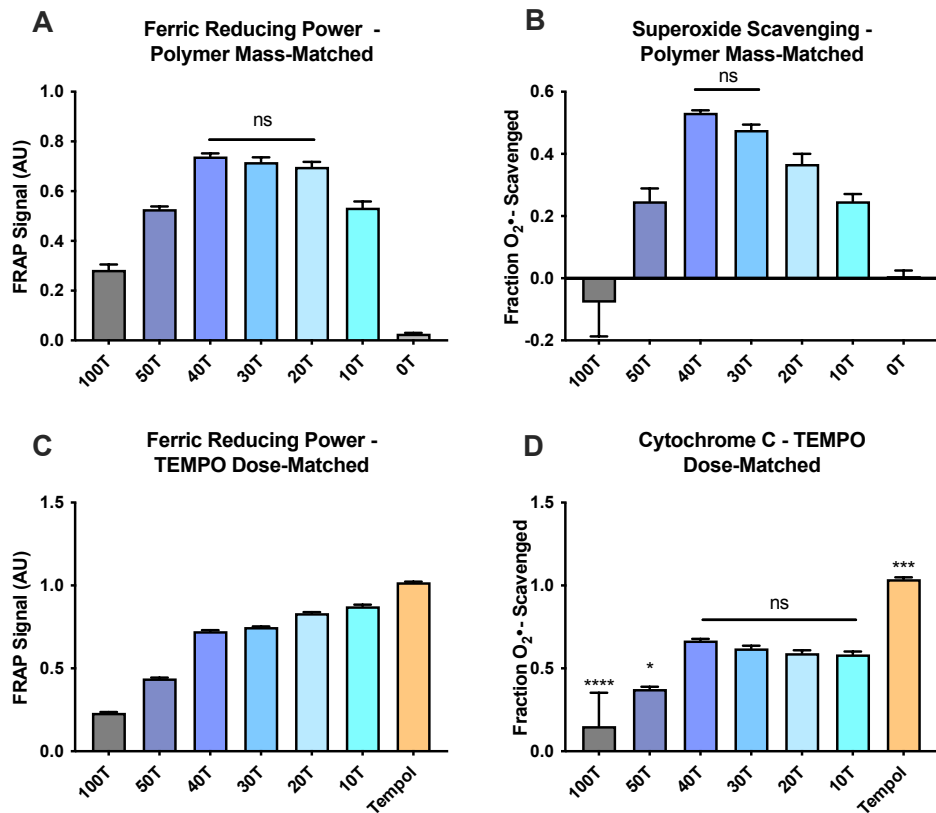 A
Ferric Reducing Power -
Polymer Mass-Matched
FRAP Signal (AU)
1.0
0.8
0.6
0.4
0.2
0.0
ns
100T
50T
40T
30T
20T
10T
0T
B
Superoxide Scavenging -
Polymer Mass-Matched
Fraction O₂•- Scavenged
0.6
0.4
0.2
0.0
-0.2
ns
100T
50T
40T
30T
20T
10T
0T
C
Ferric Reducing Power -
TEMPO Dose-Matched
FRAP Signal (AU)
1.5
1.0
0.5
0.0
100T
50T
40T
30T
20T
10T
Tempol
D
Cytochrome C - TEMPO
Dose-Matched
Fraction O₂•- Scavenged
1.5
1.0
0.5
0.0
****
*
ns
***
100T
50T
40T
30T
20T
10T
Tempol